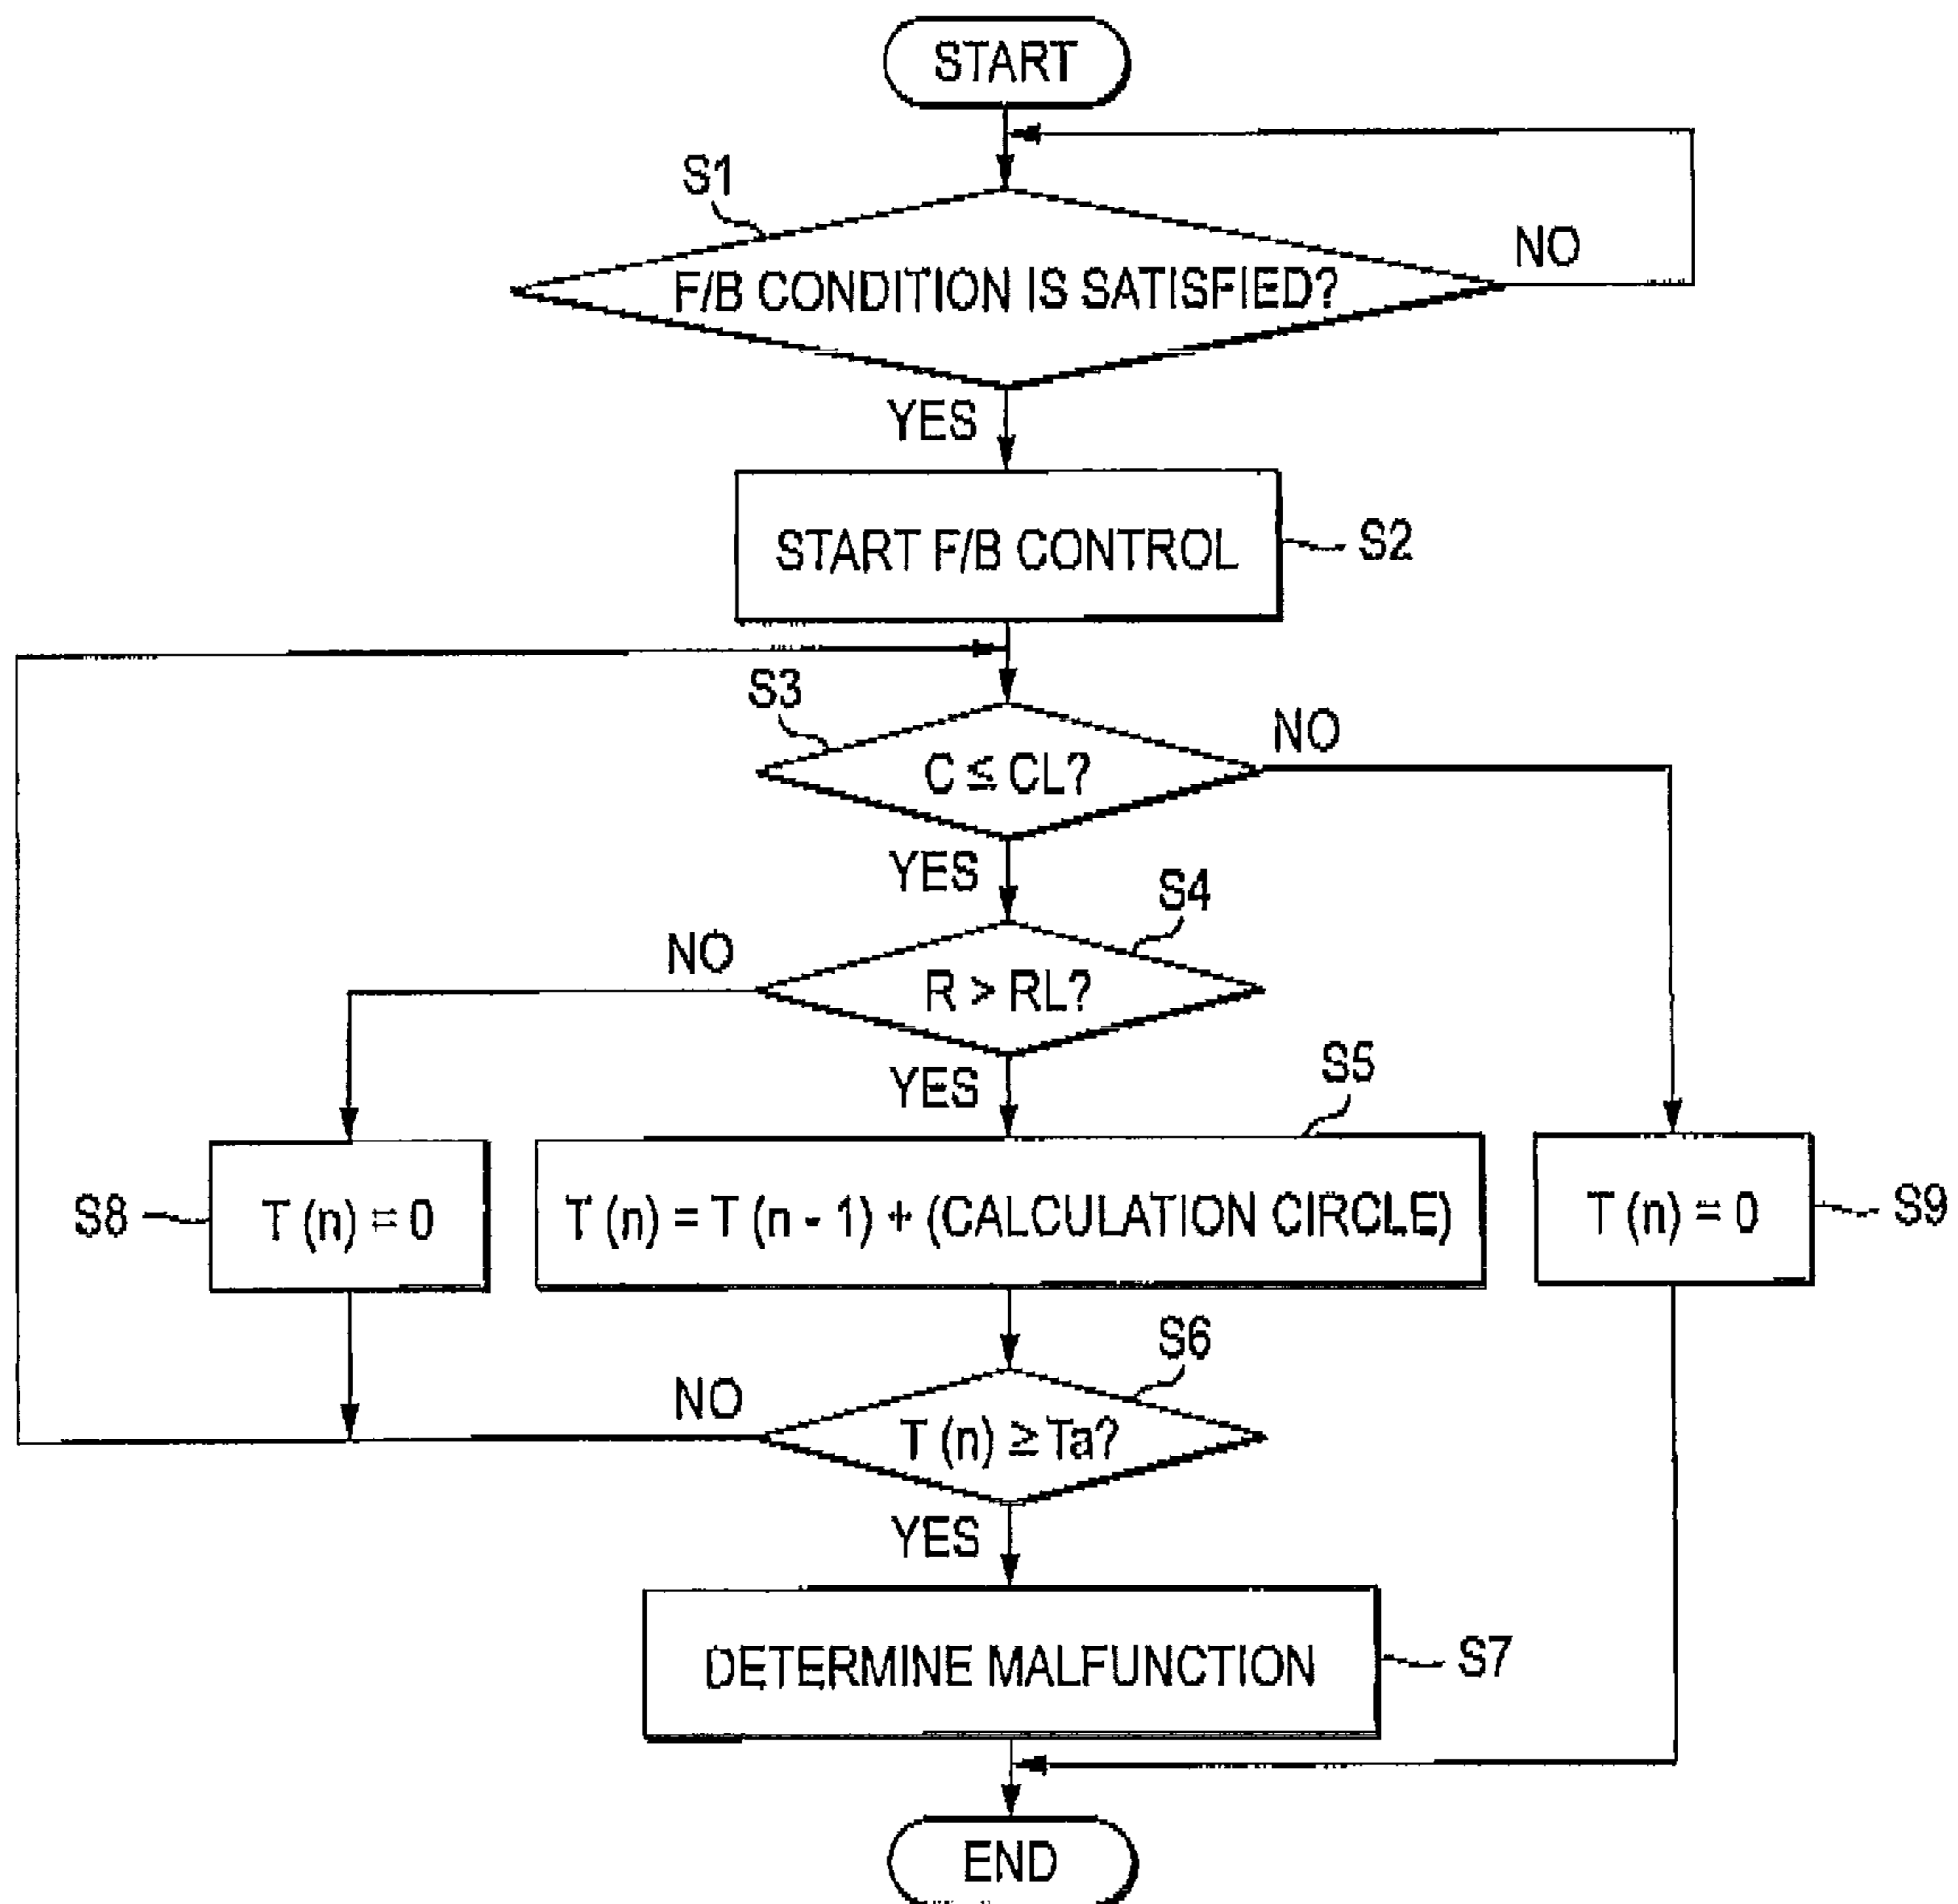 START
S1
NO
F/B CONDITION IS SATISFIED?
YES
START F/B CONTROL
S2
S3
NO
C ≤ CL?
YES
S4
NO
R > RL?
YES
S5
S8
T (n) = 0
T (n) = T (n - 1) + (CALCULATION CIRCLE)
T (n) = 0
S9
S6
NO
T (n) ≥ Ta?
YES
DETERMINE MALFUNCTION
S7
END